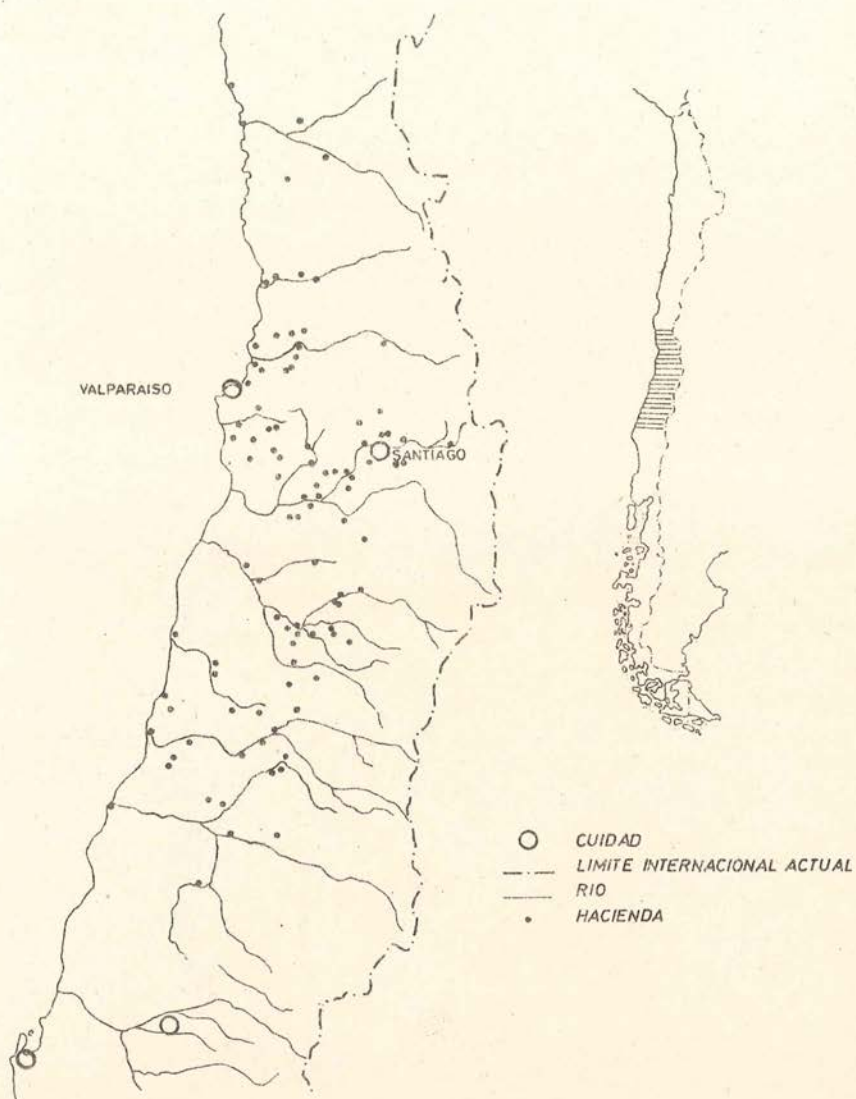 VALPARAISO
SANTIAGO
CUIDAD
LIMITE INTERNACIONAL ACTUAL
RIO
HACIENDA